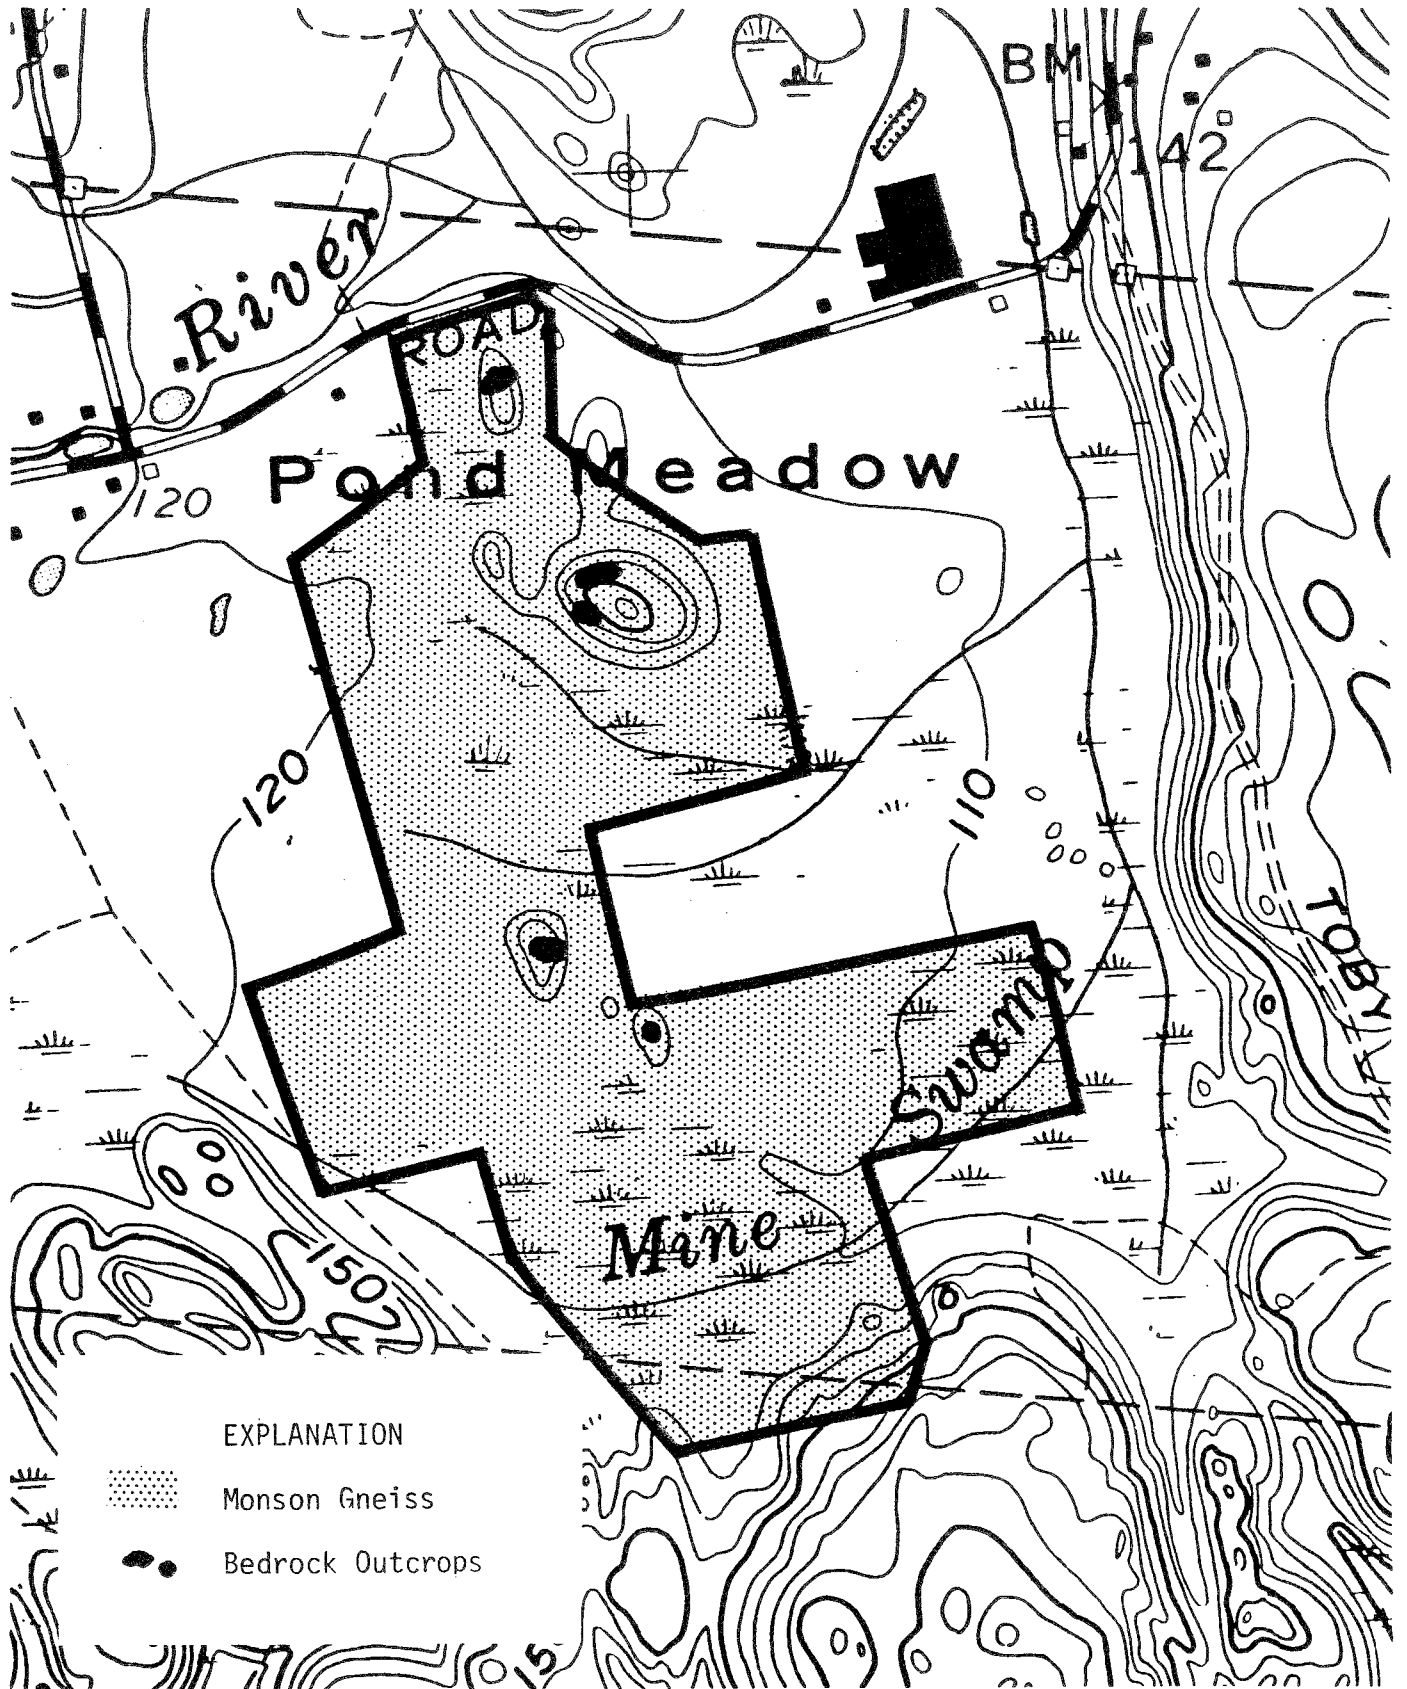 BM
142
River
ROAD
Pond Meadow
120
120
110
TOBY
Swamp
Mine
150
EXPLANATION
Monson Gneiss
Bedrock Outcrops
15